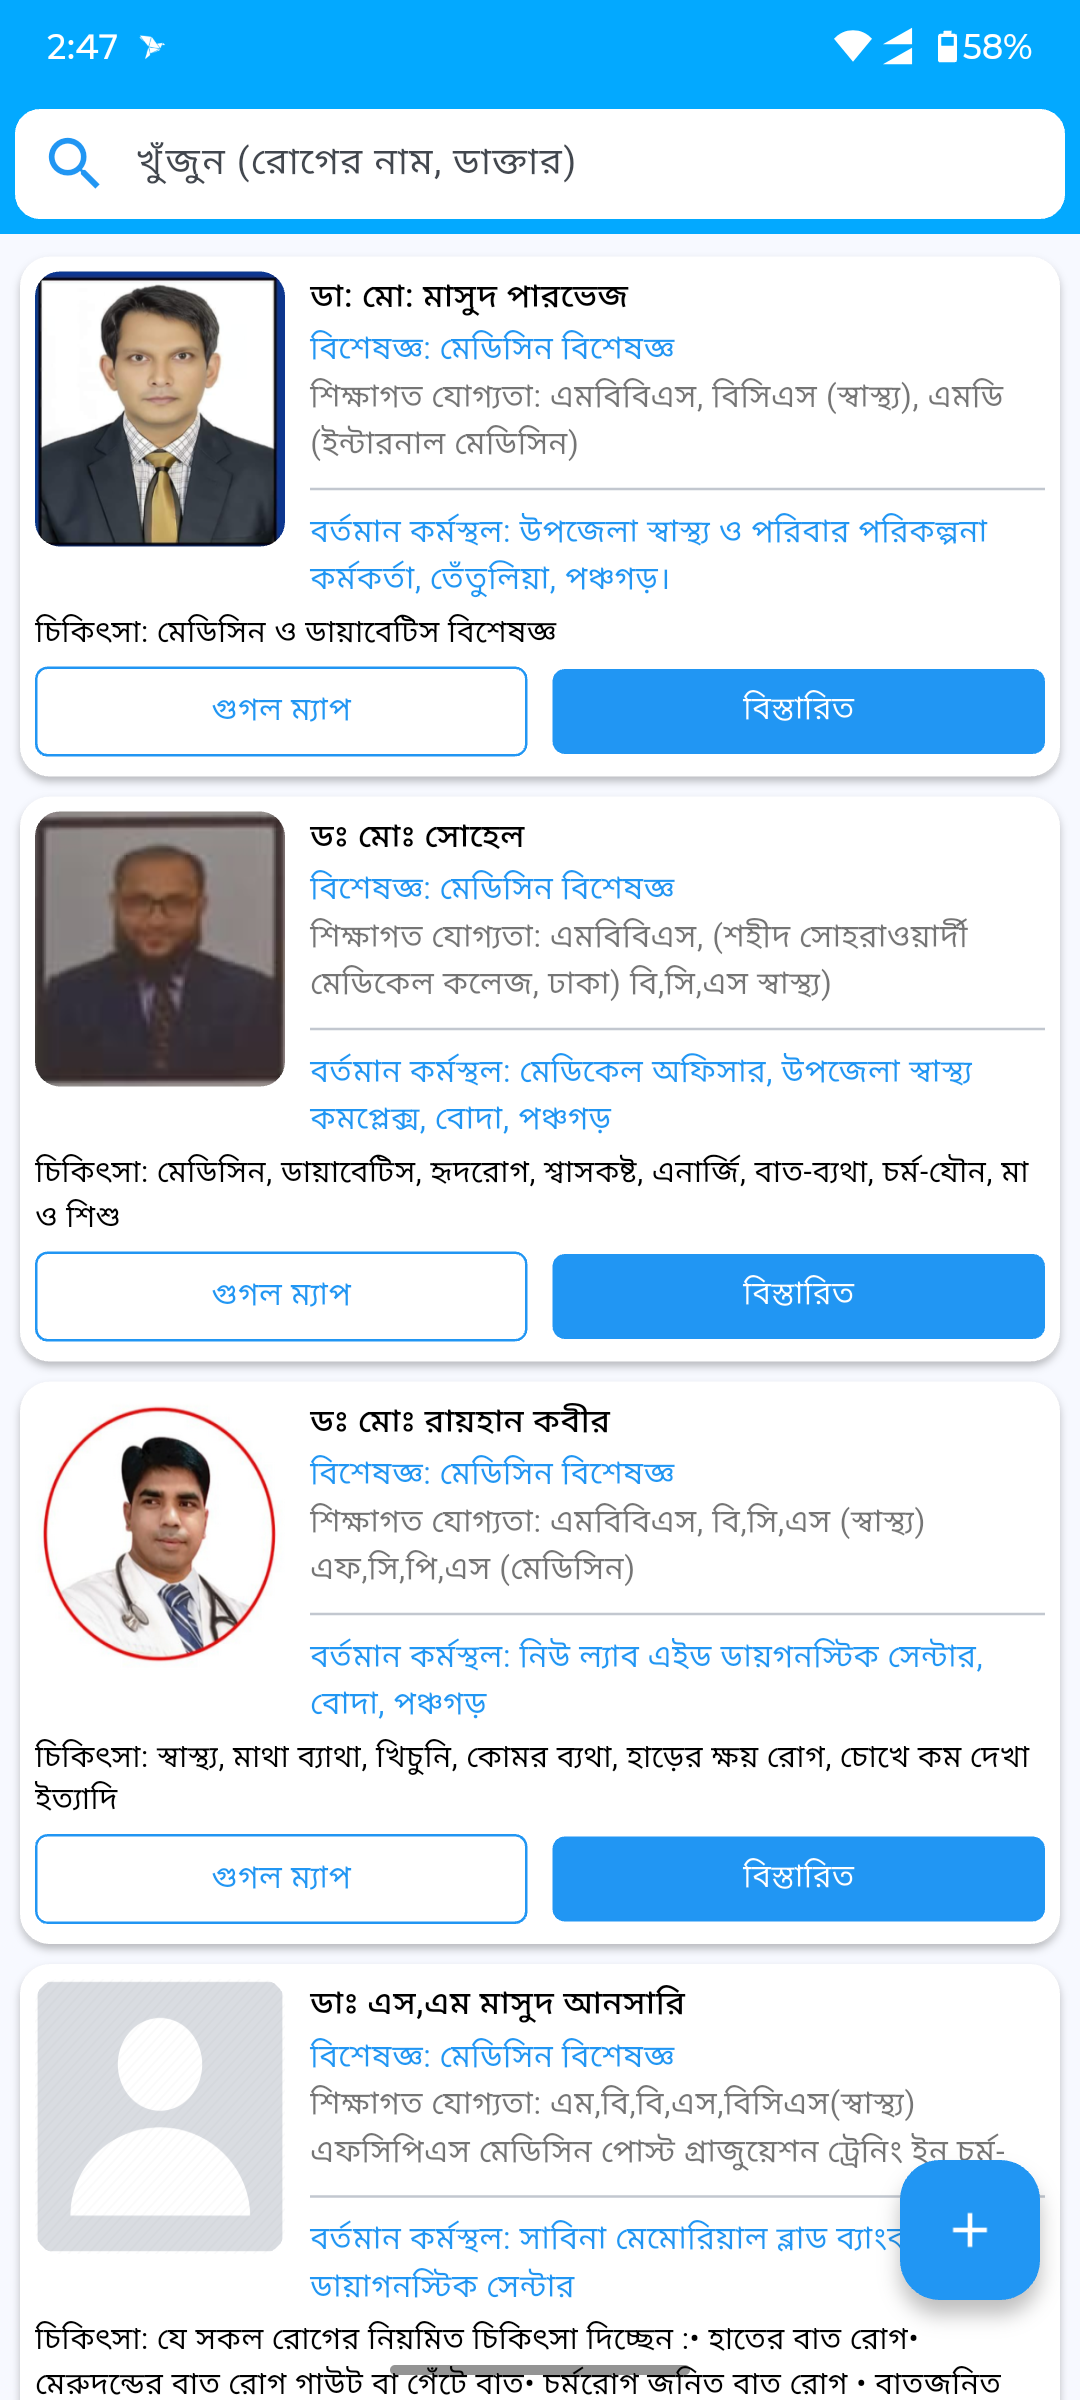 2:47
58%
খুঁজুন (রোগের নাম, ডাক্তার)
ডা: মো: মাসুদ পারভেজ
বিশেষজ্ঞ: মেডিসিন বিশেষজ্ঞ
শিক্ষাগত যোগ্যতা: এমবিবিএস, বিসিএস (স্বাস্থ্য), এমডি
(ইন্টারনাল মেডিসিন)
বর্তমান কর্মস্থল: উপজেলা স্বাস্থ্য ও পরিবার পরিকল্পনা
কর্মকর্তা, তেঁতুলিয়া, পঞ্চগড়।
চিকিৎসা: মেডিসিন ও ডায়াবেটিস বিশেষজ্ঞ
গুগল ম্যাপ
বিস্তারিত
ডঃ মোঃ সোহেল
বিশেষজ্ঞ: মেডিসিন বিশেষজ্ঞ
শিক্ষাগত যোগ্যতা: এমবিবিএস, (শহীদ সোহরাওয়ার্দী
মেডিকেল কলেজ, ঢাকা) বি,সি,এস স্বাস্থ্য)
বর্তমান কর্মস্থল: মেডিকেল অফিসার, উপজেলা স্বাস্থ্য
কমপ্লেক্স, বোদা, পঞ্চগড়
চিকিৎসা: মেডিসিন, ডায়াবেটিস, হৃদরোগ, শ্বাসকষ্ট, এনার্জি, বাত-ব্যথা, চর্ম-যৌন, মা
ও শিশু
গুগল ম্যাপ
বিস্তারিত
ডঃ মোঃ রায়হান কবীর
বিশেষজ্ঞ: মেডিসিন বিশেষজ্ঞ
শিক্ষাগত যোগ্যতা: এমবিবিএস, বি,সি,এস (স্বাস্থ্য)
এফ,সি,পি,এস (মেডিসিন)
বর্তমান কর্মস্থল: নিউ ল্যাব এইড ডায়গনস্টিক সেন্টার,
বোদা, পঞ্চগড়
চিকিৎসা: স্বাস্থ্য, মাথা ব্যাথা, খিচুনি, কোমর ব্যথা, হাড়ের ক্ষয় রোগ, চোখে কম দেখা
ইত্যাদি
গুগল ম্যাপ
বিস্তারিত
ডাঃ এস,এম মাসুদ আনসারি
বিশেষজ্ঞ: মেডিসিন বিশেষজ্ঞ
শিক্ষাগত যোগ্যতা: এম,বি,বি,এস,বিসিএস(স্বাস্থ্য)
এফসিপিএস মেডিসিন পোস্ট গ্রাজুয়েশন ট্রেনিং ইন চর্ম-
বর্তমান কর্মস্থল: সাবিনা মেমোরিয়াল ব্লাড
ডায়াগনস্টিক সেন্টার
চিকিৎসা: যে সকল রোগের নিয়মিত চিকিৎসা দিচ্ছেন :• হাতের বাত রোগ•
মেরুদন্ডের বাত রোগ গাউট বা গেঁটে বাত• চর্মরোগ জনিত বাত রোগ • বাতজনিত